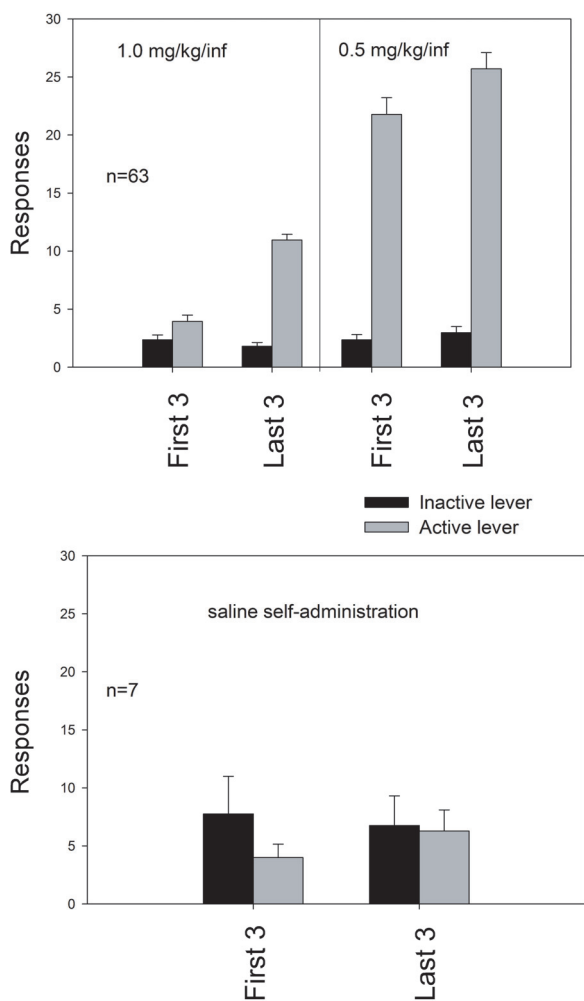 30
25
20
15
10
5
0
Responses
1.0 mg/kg/inf
0.5 mg/kg/inf
n=63
First 3
Last 3
First 3
Last 3
Inactive lever
Active lever
30
25
20
15
10
5
0
Responses
saline self-administration
n=7
First 3
Last 3